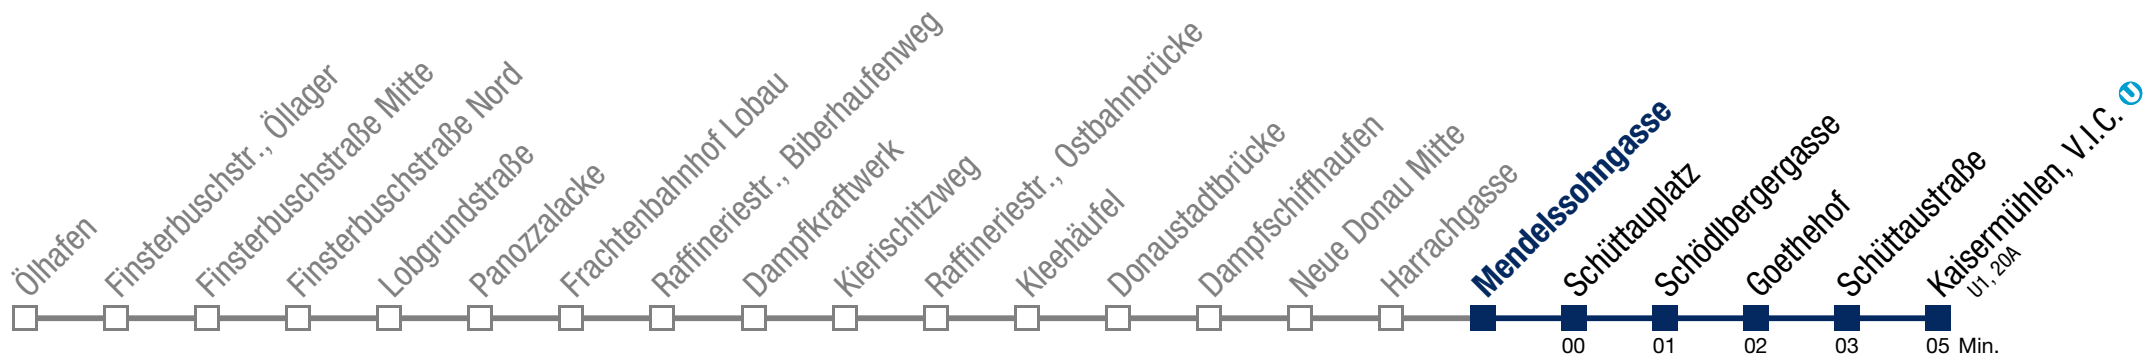 Ölhafen
Finsterbuschstr., Öllager
Finsterbuschstraße Mitte
Finsterbuschstraße Nord
Lobgrundstraße
Panozzalacke
Frachtenbahnhof Lobau
Raffineriestr., Biberhaufenweg
Dampfkraftwerk
Kierischitzweg
Raffineriestr., Ostbahnbrücke
Kleehäufel
Donaustadtbrücke
Dampfschiffhaufen
Neue Donau Mitte
Harrachgasse
Mendelssohngasse
Schüttauplatz
Schödlbergergasse
Goethehof
Schüttaustraße
Kaisermühlen, V.I.C.
U1, 20A
00 01 02 03 05 Min.